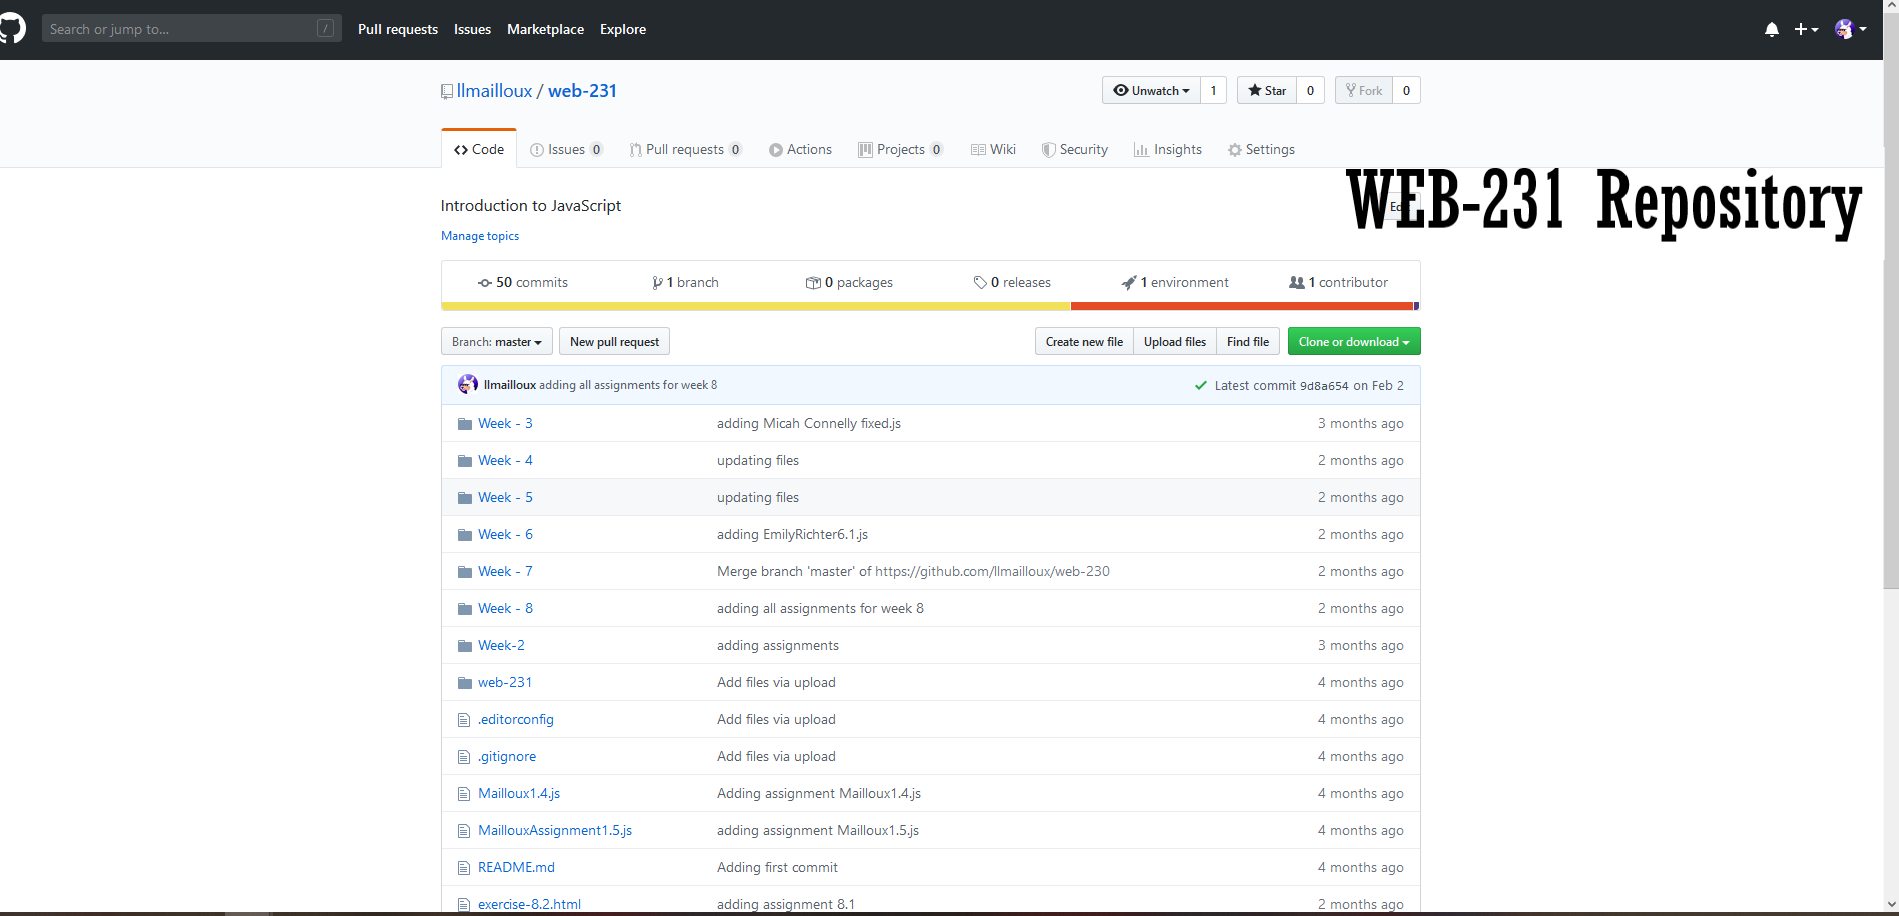 Search or jump to... /
Pull requests Issues Marketplace Explore
llmailloux / web-231
Unwatch 1 Star 0 Fork 0
Code Issues 0 Pull requests 0 Actions Projects 0 Wiki Security Insights Settings
WEB-231 Repository
Introduction to JavaScript
Manage topics
50 commits 1 branch 0 packages 0 releases 1 environment 1 contributor
Branch: master New pull request Create new file Upload files Find file Clone or download
llmailloux adding all assignments for week 8 Latest commit 9d8a654 on Feb 2
Week - 3 adding Micah Connelly fixed.js 3 months ago
Week - 4 updating files 2 months ago
Week - 5 updating files 2 months ago
Week - 6 adding EmilyRichter6.1.js 2 months ago
Week - 7 Merge branch 'master' of https://github.com/llmailloux/web-230 2 months ago
Week - 8 adding all assignments for week 8 2 months ago
Week-2 adding assignments 3 months ago
web-231 Add files via upload 4 months ago
.editorconfig Add files via upload 4 months ago
.gitignore Add files via upload 4 months ago
Mailloux1.4.js Adding assignment Mailloux1.4.js 4 months ago
MaillouxAssignment1.5.js adding assignment Mailloux1.5.js 4 months ago
README.md Adding first commit 4 months ago
exercise-8.2.html adding assignment 8.1 2 months ago